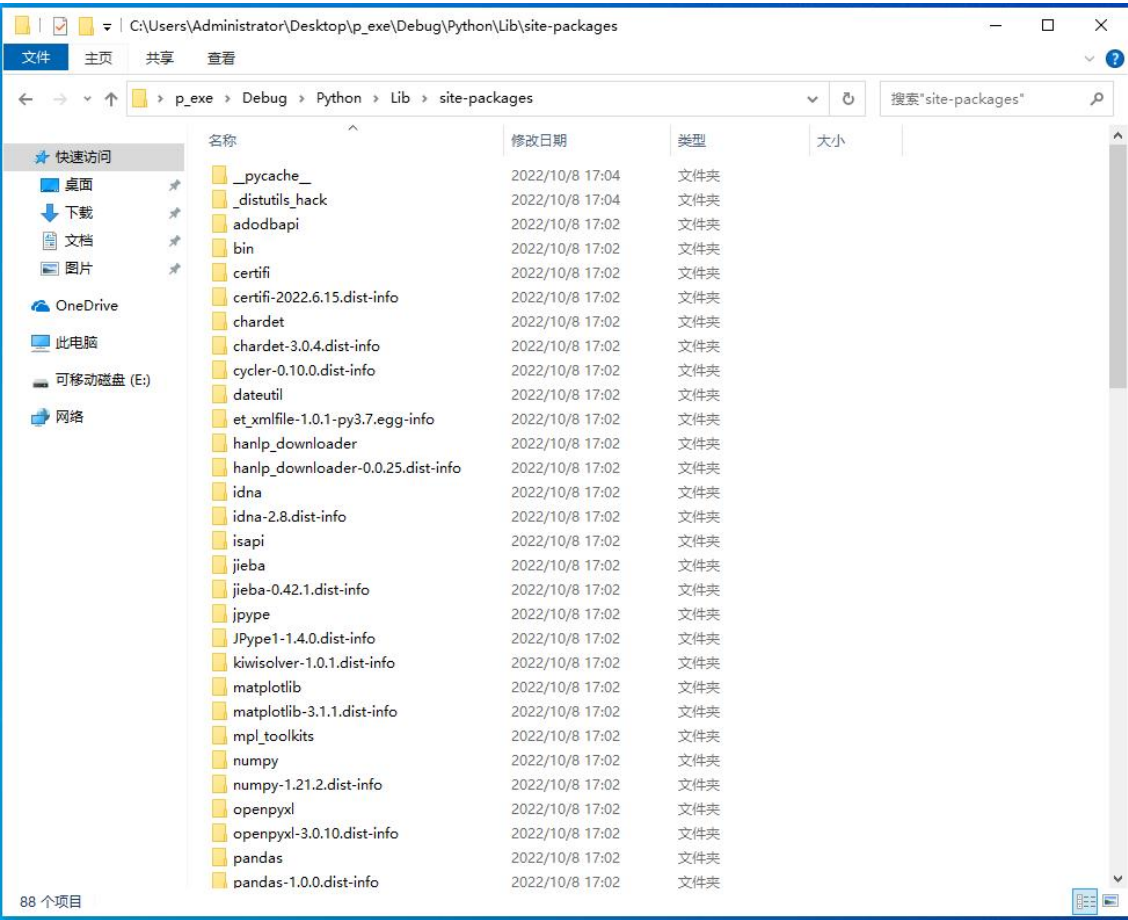 C:\Users\Administrator\Desktop\p_exe\Debug\Python\Lib\site-packages
文件 主页 共享 查看
p_exe › Debug › Python › Lib › site-packages
搜索"site-packages"
快速访问
桌面
下载
文档
图片
OneDrive
此电脑
可移动磁盘 (E:)
网络
名称 修改日期 类型 大小
__pycache__ 2022/10/8 17:04 文件夹
_distutils_hack 2022/10/8 17:04 文件夹
adodbapi 2022/10/8 17:02 文件夹
bin 2022/10/8 17:02 文件夹
certifi 2022/10/8 17:02 文件夹
certifi-2022.6.15.dist-info 2022/10/8 17:02 文件夹
chardet 2022/10/8 17:02 文件夹
chardet-3.0.4.dist-info 2022/10/8 17:02 文件夹
cycler-0.10.0.dist-info 2022/10/8 17:02 文件夹
dateutil 2022/10/8 17:02 文件夹
et_xmlfile-1.0.1-py3.7.egg-info 2022/10/8 17:02 文件夹
hanlp_downloader 2022/10/8 17:02 文件夹
hanlp_downloader-0.0.25.dist-info 2022/10/8 17:02 文件夹
idna 2022/10/8 17:02 文件夹
idna-2.8.dist-info 2022/10/8 17:02 文件夹
isapi 2022/10/8 17:02 文件夹
jieba 2022/10/8 17:02 文件夹
jieba-0.42.1.dist-info 2022/10/8 17:02 文件夹
jpype 2022/10/8 17:02 文件夹
JPype1-1.4.0.dist-info 2022/10/8 17:02 文件夹
kiwisolver-1.0.1.dist-info 2022/10/8 17:02 文件夹
matplotlib 2022/10/8 17:02 文件夹
matplotlib-3.1.1.dist-info 2022/10/8 17:02 文件夹
mpl_toolkits 2022/10/8 17:02 文件夹
numpy 2022/10/8 17:02 文件夹
numpy-1.21.2.dist-info 2022/10/8 17:02 文件夹
openpyxl 2022/10/8 17:02 文件夹
openpyxl-3.0.10.dist-info 2022/10/8 17:02 文件夹
pandas 2022/10/8 17:02 文件夹
pandas-1.0.0.dist-info 2022/10/8 17:02 文件夹
88 个项目